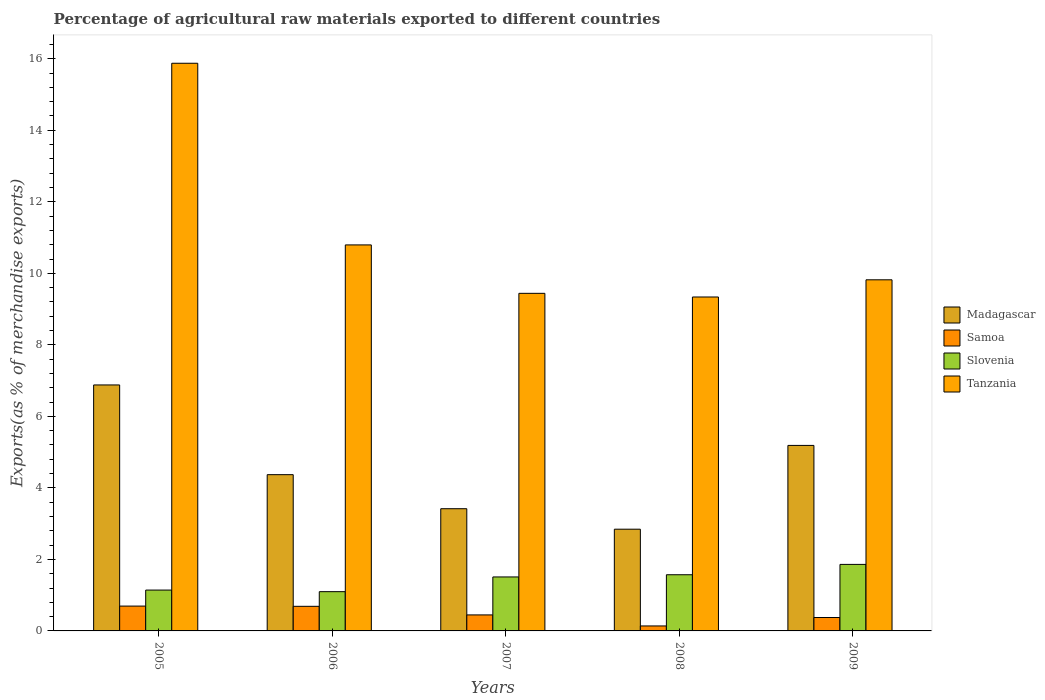 Percentage of agricultural raw materials exported to different countries
Exports(as % of merchandise exports)
16
14
12
10
8
6
4
2
0
2005
2006
2007
2008
2009
Years
Madagascar
Samoa
Slovenia
Tanzania